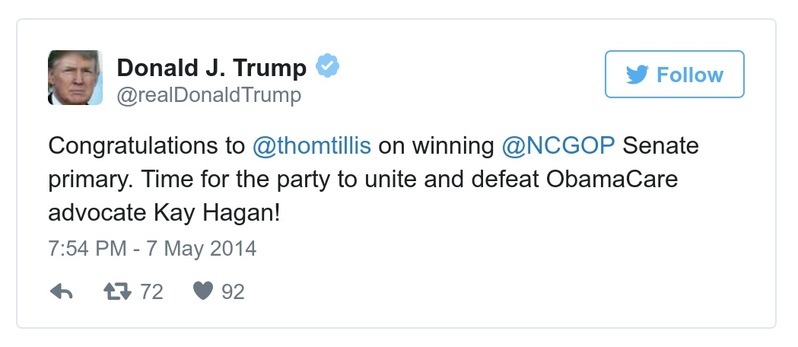 Donald J. Trump
@realDonaldTrump
Follow
Congratulations to @thomtillis on winning @NCGOP Senate
primary. Time for the party to unite and defeat ObamaCare
advocate Kay Hagan!
7:54 PM - 7 May 2014
72 92